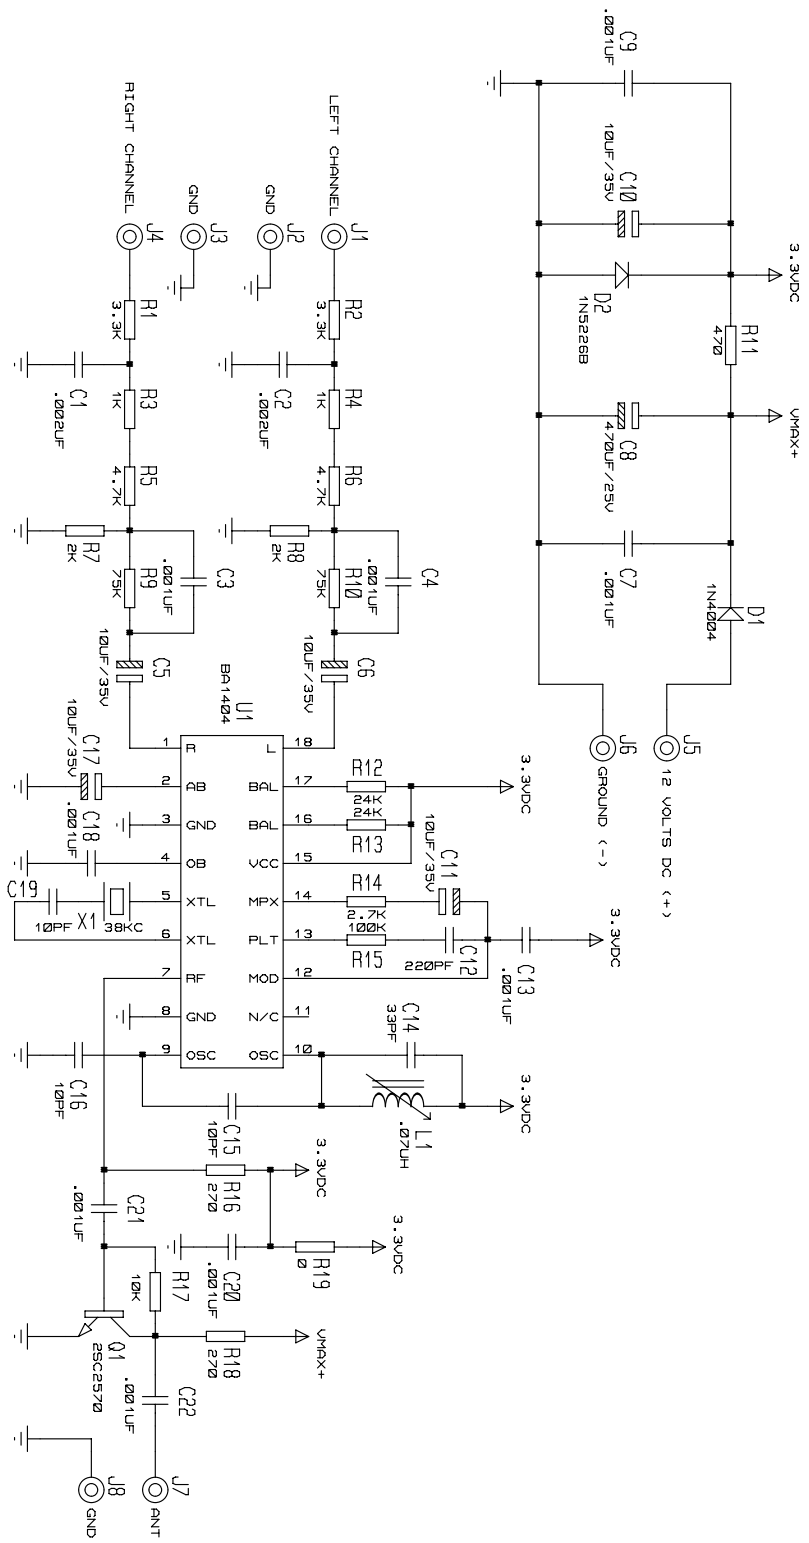 C9
.001UF
C10
10UF/35V
3.3VDC
D2
1N5226B
R11
470
VMAX+
C8
470UF/25V
C7
.001UF
D1
1N4004
J5
12 VOLTS DC (+)
J6
GROUND (-)
LEFT CHANNEL
J1
GND
J2
GND
J3
RIGHT CHANNEL
J4
R2
3.3K
C2
.002UF
R4
1K
R6
4.7K
R8
2K
R10
75K
C4
.001UF
C6
10UF/35V
R1
3.3K
C1
.002UF
R3
1K
R5
4.7K
R7
2K
R9
75K
C3
.001UF
C5
10UF/35V
U1
BA1404
1 R
2 AB
3 GND
4 OB
5 XTL
6 XTL
7 RF
8 GND
9 OSC
18 L
17 BAL
16 BAL
15 VCC
14 MPX
13 PLT
12 MOD
11 N/C
10 OSC
C17
10UF/35V
C18
.001UF
C19
10PF
X1
38KC
C16
10PF
R12
24K
24K
R13
3.3VDC
R14
2.7K
100K
R15
C11
10UF/35V
C12
220PF
C13
.001UF
3.3VDC
C14
33PF
L1
.07UH
3.3VDC
C15
10PF
R16
270
3.3VDC
C20
.001UF
R19
0
3.3VDC
C21
.001UF
R17
10K
Q1
2SC2570
R18
270
VMAX+
C22
.001UF
J7
ANT
J8
GND